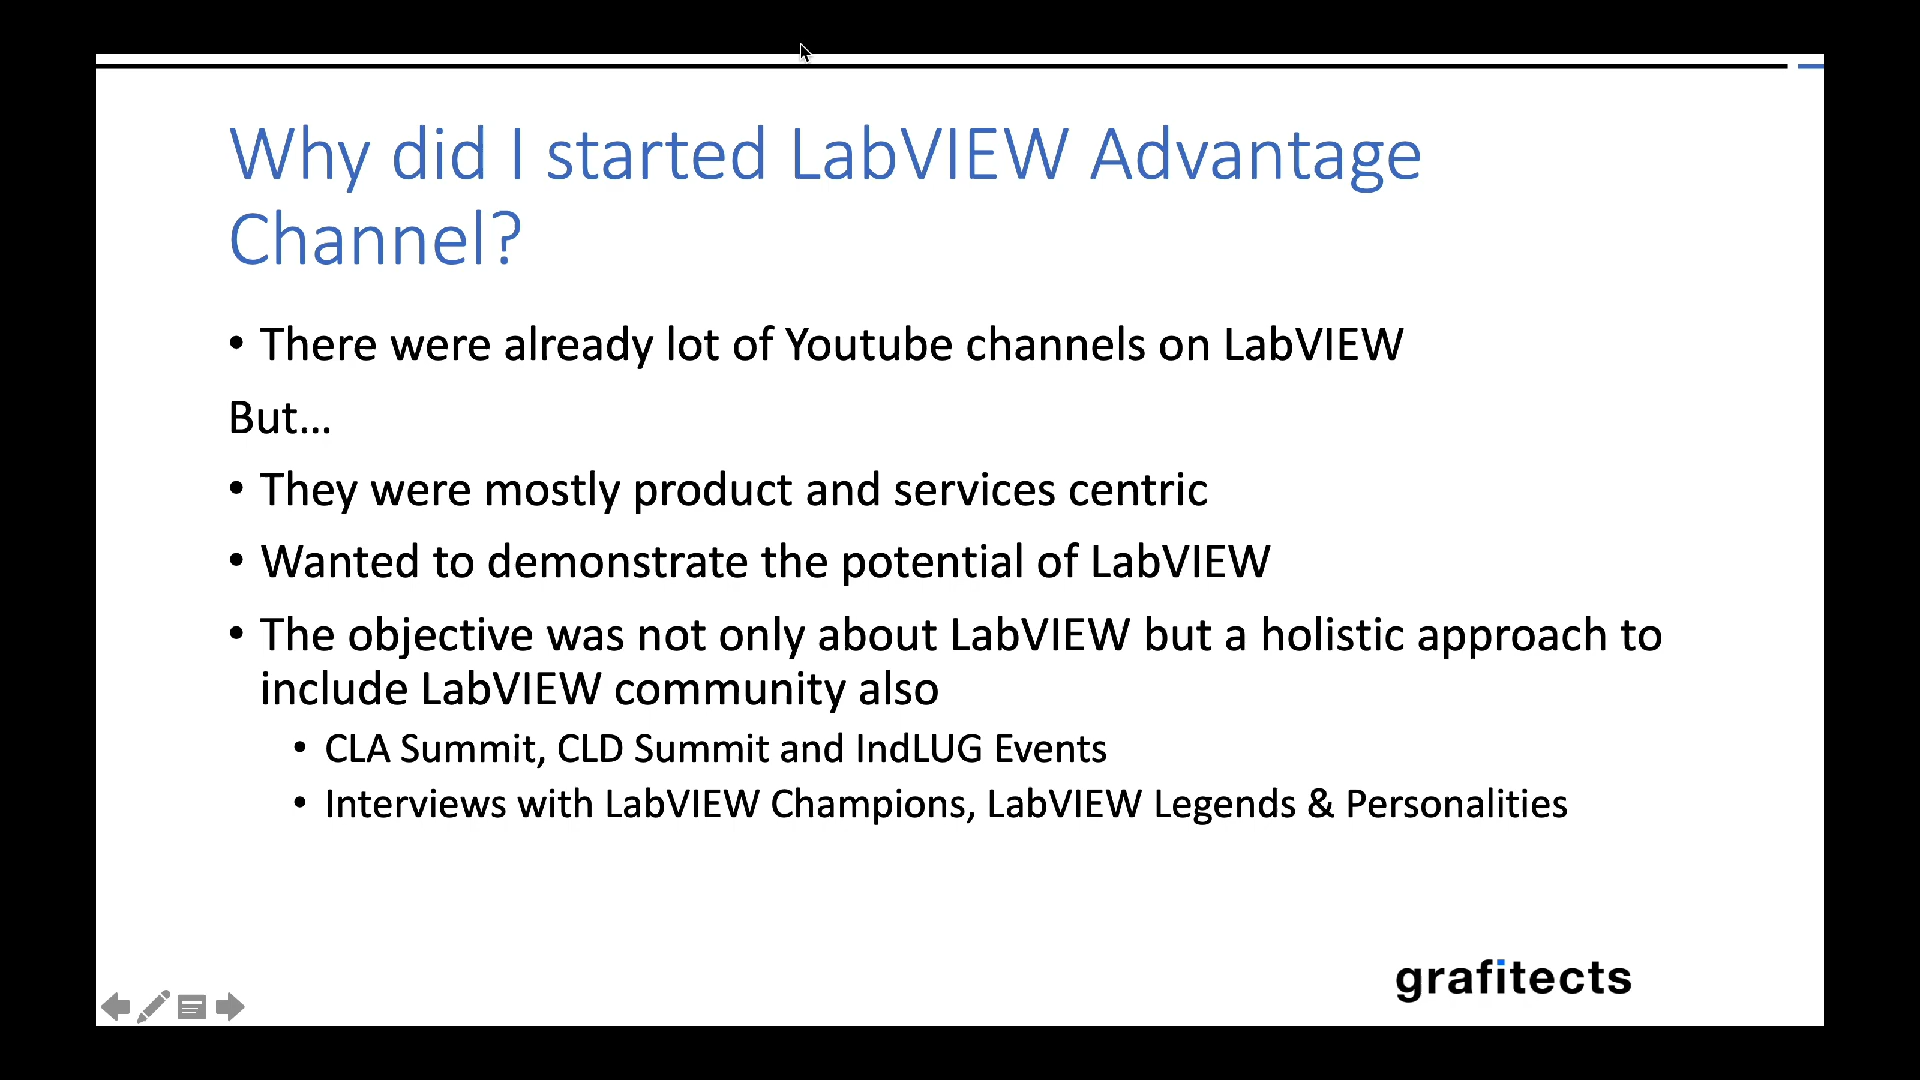 Why did I started LabVIEW Advantage
Channel?
• There were already lot of Youtube channels on LabVIEW
But...
• They were mostly product and services centric
• Wanted to demonstrate the potential of LabVIEW
• The objective was not only about LabVIEW but a holistic approach to
include LabVIEW community also
• CLA Summit, CLD Summit and IndLUG Events
• Interviews with LabVIEW Champions, LabVIEW Legends & Personalities
grafitects